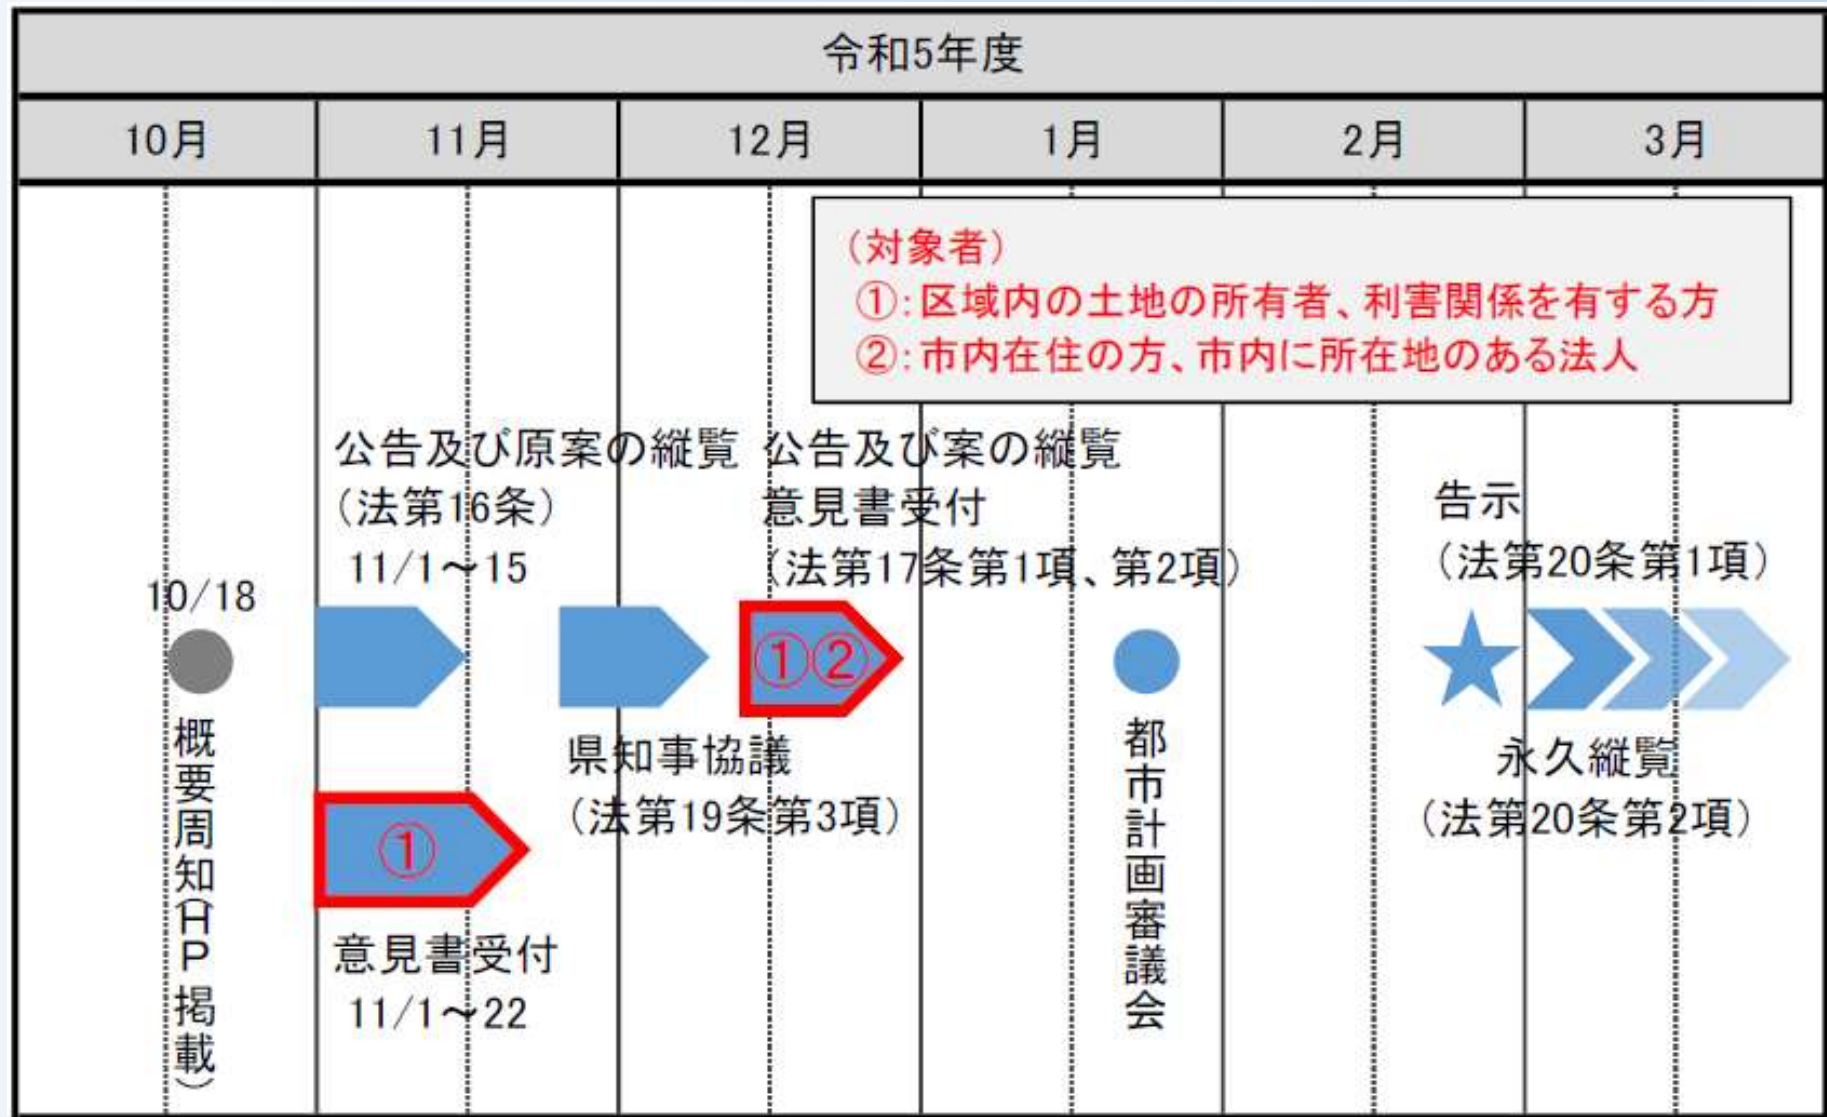 令和5年度
10月
11月
12月
1月
2月
3月
（対象者）
①：区域内の土地の所有者、利害関係を有する方
②：市内在住の方、市内に所在地のある法人
公告及び原案の縦覧
（法第16条）
11/1～15
公告及び案の縦覧
意見書受付
（法第17条第1項、第2項）
告示
（法第20条第1項）
10/18
①②
概要周知（HP掲載）
県知事協議
（法第19条第3項）
都市計画審議会
永久縦覧
（法第20条第2項）
①
意見書受付
11/1～22